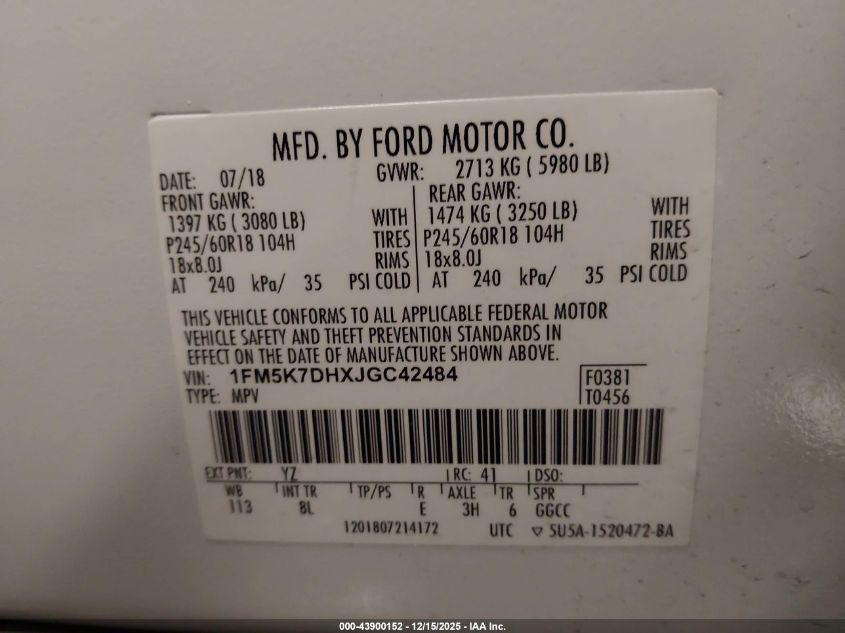 MFD. BY FORD MOTOR CO.
DATE: 07/18 GVWR: 2713 KG ( 5980 LB)
FRONT GAWR: REAR GAWR:
1397 KG ( 3080 LB) WITH 1474 KG ( 3250 LB) WITH
P245/60R18 104H TIRES P245/60R18 104H TIRES
18x8.0J RIMS 18x8.0J RIMS
AT 240 kPa/ 35 PSI COLD AT 240 kPa/ 35 PSI COLD
THIS VEHICLE CONFORMS TO ALL APPLICABLE FEDERAL MOTOR
VEHICLE SAFETY AND THEFT PREVENTION STANDARDS IN
EFFECT ON THE DATE OF MANUFACTURE SHOWN ABOVE.
VIN: 1FM5K7DHXJGC42484 F0381
TYPE: MPV T0456
EXT PNT: YZ RC: 41 DSO:
WB INT TR TP/PS R AXLE TR SPR
113 8L E 3H 6 GGCC
1201807214172 UTC ▽ 5U5A-1520472-BA
000-43900152 - 12/15/2025 - IAA Inc.